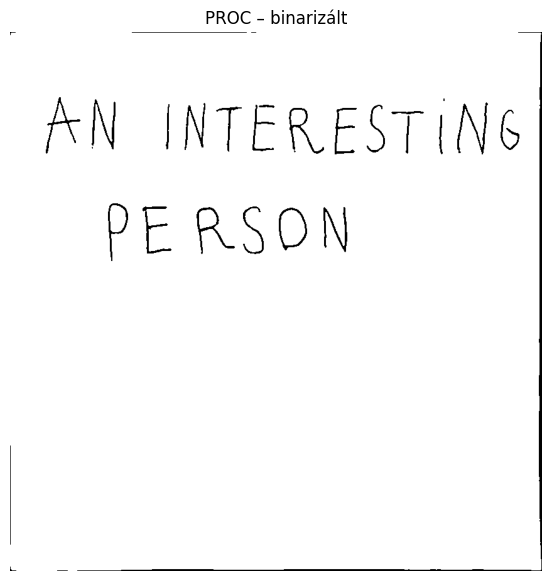 PROC – binarizált
AN INTERESTING
PERSON